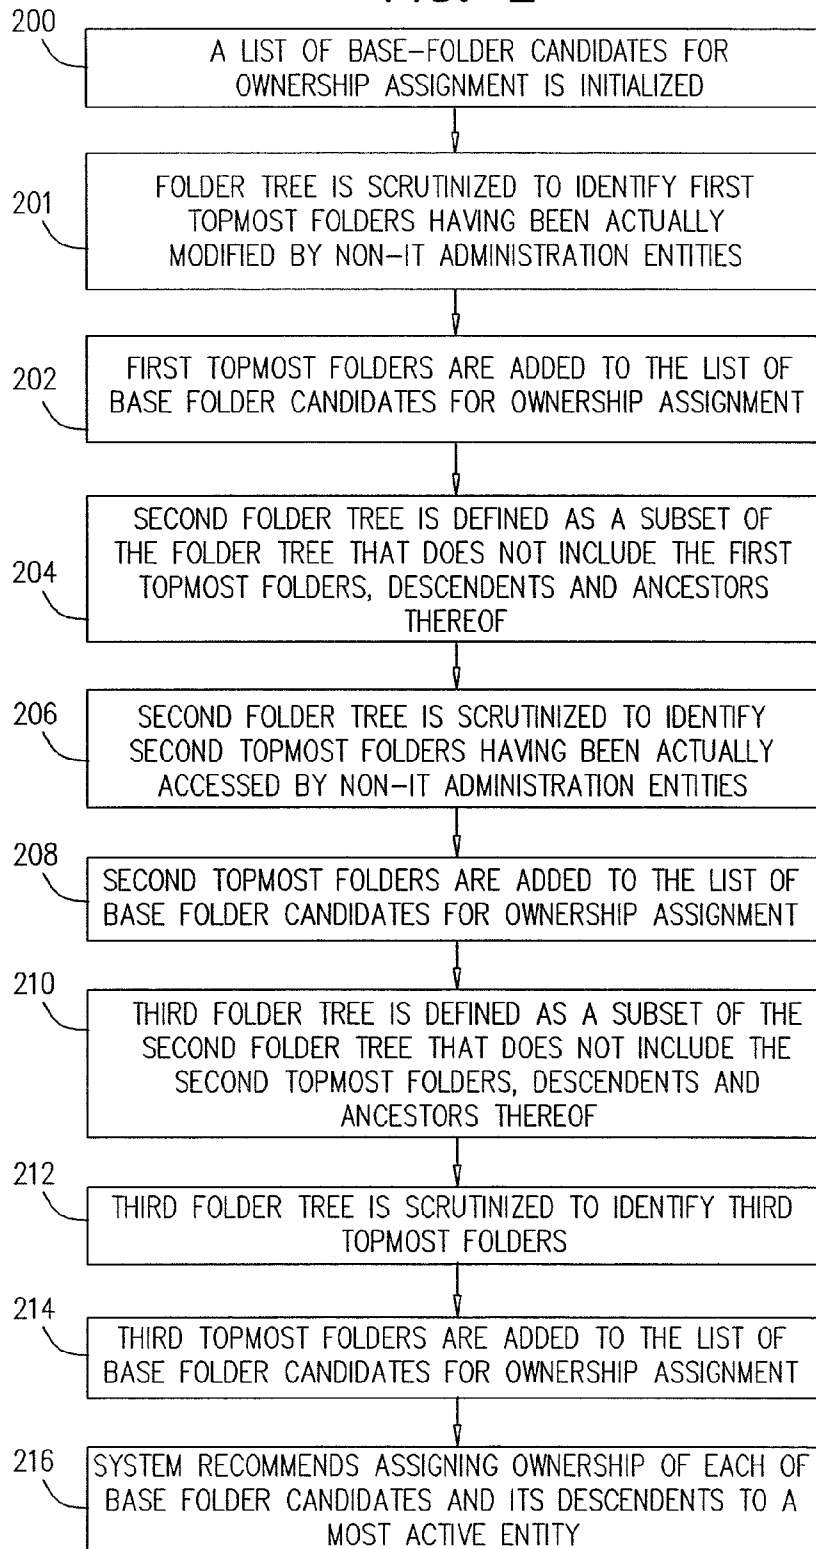 200
A LIST OF BASE-FOLDER CANDIDATES FOR
OWNERSHIP ASSIGNMENT IS INITIALIZED
201
FOLDER TREE IS SCRUTINIZED TO IDENTIFY FIRST
TOPMOST FOLDERS HAVING BEEN ACTUALLY
MODIFIED BY NON-IT ADMINISTRATION ENTITIES
202
FIRST TOPMOST FOLDERS ARE ADDED TO THE LIST OF
BASE FOLDER CANDIDATES FOR OWNERSHIP ASSIGNMENT
204
SECOND FOLDER TREE IS DEFINED AS A SUBSET OF
THE FOLDER TREE THAT DOES NOT INCLUDE THE FIRST
TOPMOST FOLDERS, DESCENDENTS AND ANCESTORS
THEREOF
206
SECOND FOLDER TREE IS SCRUTINIZED TO IDENTIFY
SECOND TOPMOST FOLDERS HAVING BEEN ACTUALLY
ACCESSED BY NON-IT ADMINISTRATION ENTITIES
208
SECOND TOPMOST FOLDERS ARE ADDED TO THE LIST OF
BASE FOLDER CANDIDATES FOR OWNERSHIP ASSIGNMENT
210
THIRD FOLDER TREE IS DEFINED AS A SUBSET OF THE
SECOND FOLDER TREE THAT DOES NOT INCLUDE THE
SECOND TOPMOST FOLDERS, DESCENDENTS AND
ANCESTORS THEREOF
212
THIRD FOLDER TREE IS SCRUTINIZED TO IDENTIFY THIRD
TOPMOST FOLDERS
214
THIRD TOPMOST FOLDERS ARE ADDED TO THE LIST OF
BASE FOLDER CANDIDATES FOR OWNERSHIP ASSIGNMENT
216
SYSTEM RECOMMENDS ASSIGNING OWNERSHIP OF EACH OF
BASE FOLDER CANDIDATES AND ITS DESCENDENTS TO A
MOST ACTIVE ENTITY